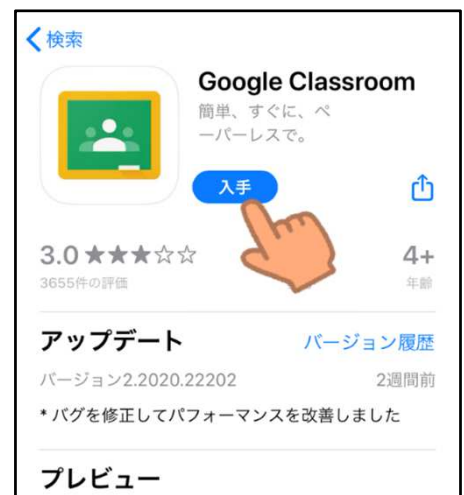 検索
Google Classroom
簡単、すぐに、ペ
ーパーレスで。
入手
3.0 ★★★☆☆
4+
3655件の評価
年齢
アップデート
バージョン履歴
バージョン2.2020.22202
2週間前
* バグを修正してパフォーマンスを改善しました
プレビュー